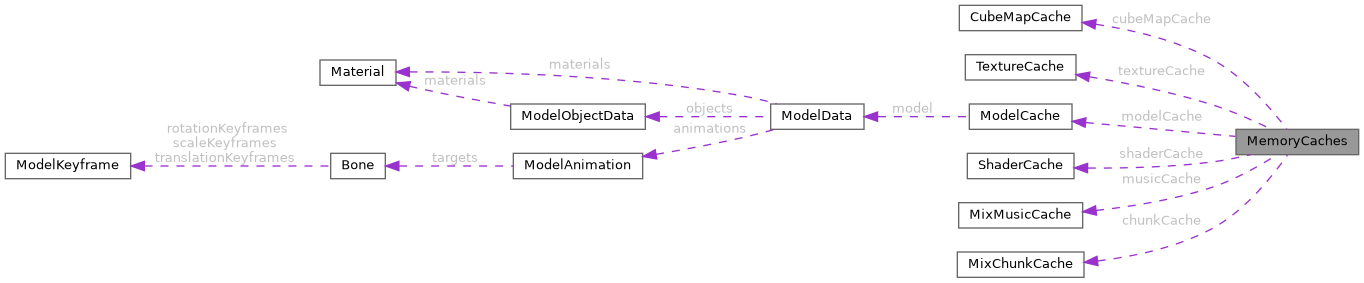 CubeMapCache
cubeMapCache
TextureCache
textureCache
Material
materials
materials
ModelObjectData
objects
ModelData
model
ModelCache
modelCache
MemoryCaches
animations
rotationKeyframes
scaleKeyframes
translationKeyframes
ModelKeyframe
Bone
targets
ModelAnimation
ShaderCache
shaderCache
musicCache
MixMusicCache
chunkCache
MixChunkCache